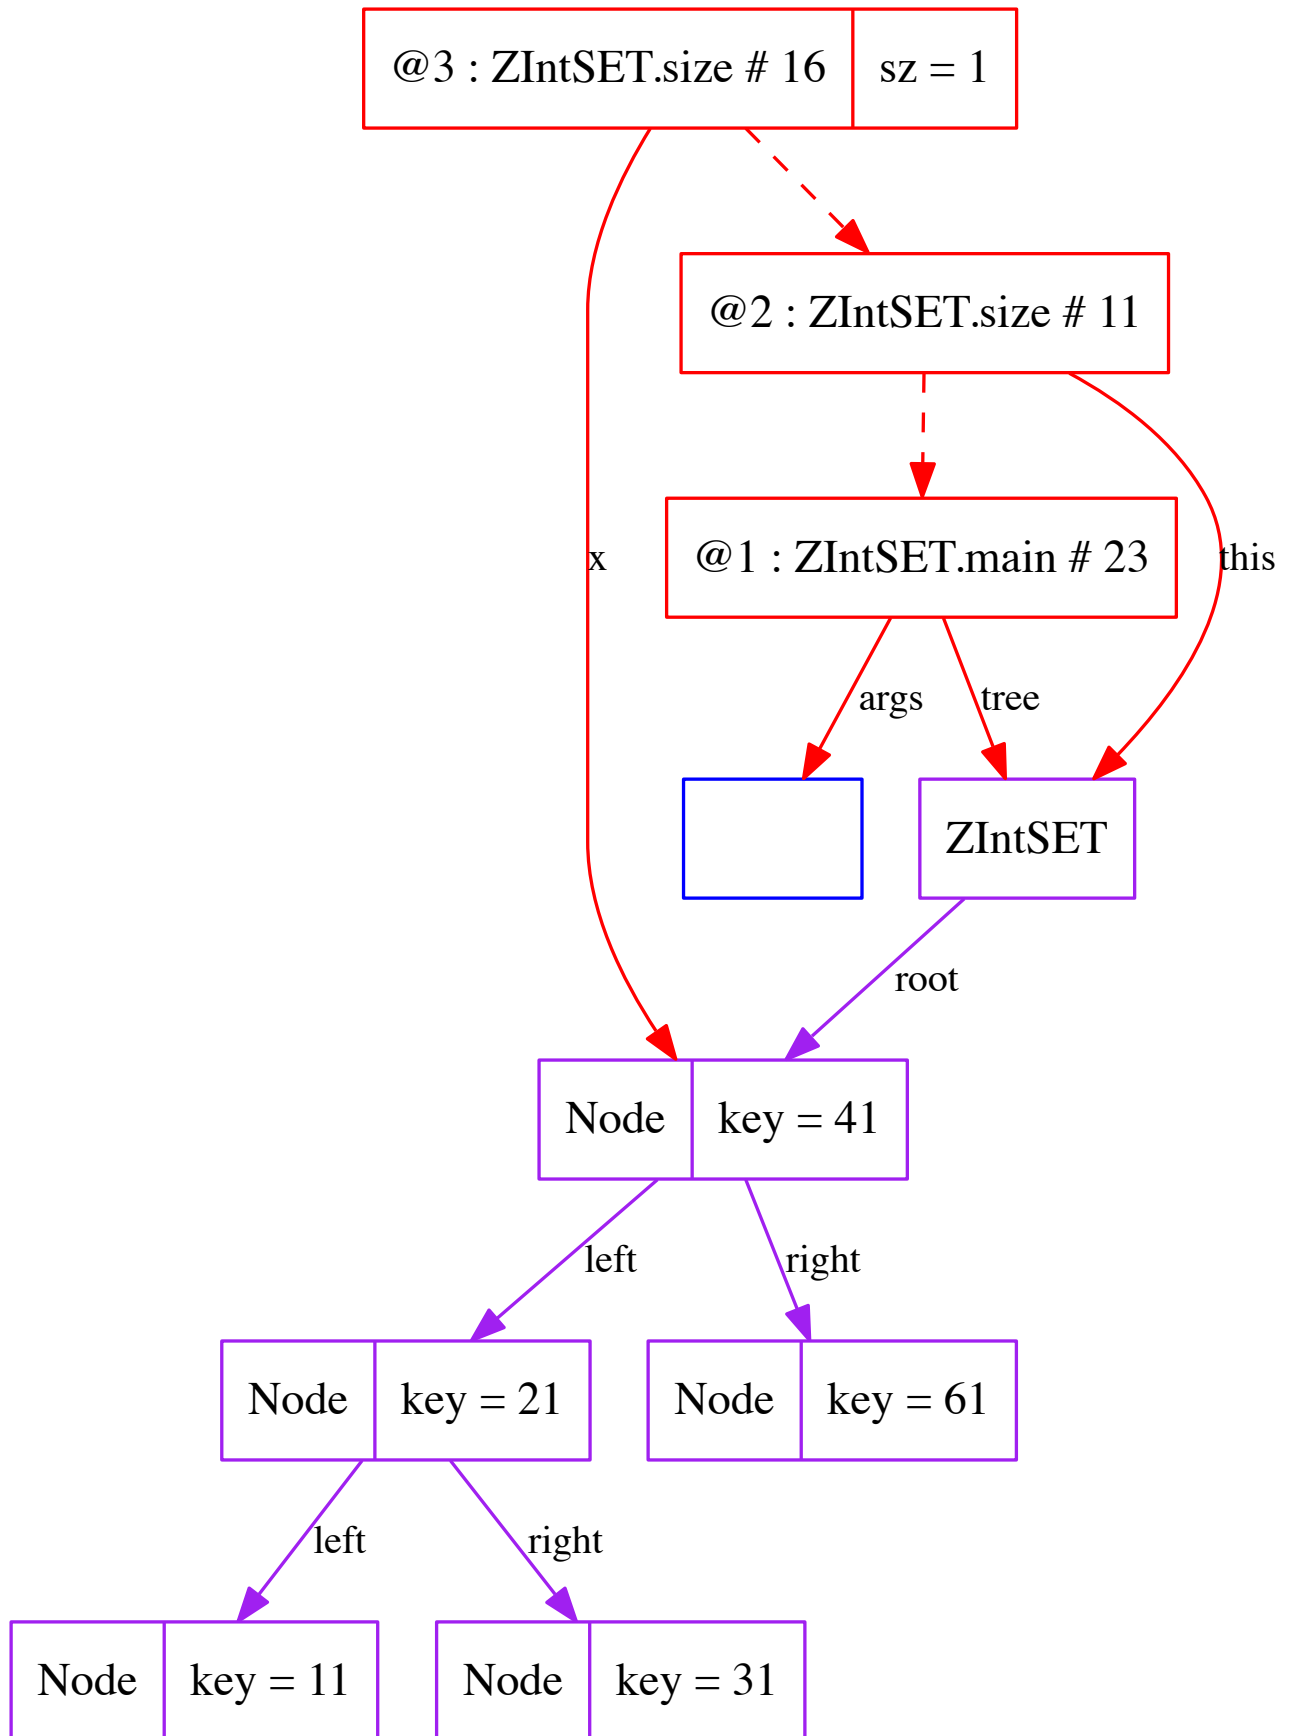 @3 : ZIntSET.size # 16 sz = 1
@2 : ZIntSET.size # 11
x
@1 : ZIntSET.main # 23
this
args
tree
ZIntSET
root
Node key = 41
left
right
Node key = 21
Node key = 61
left
right
Node key = 11
Node key = 31